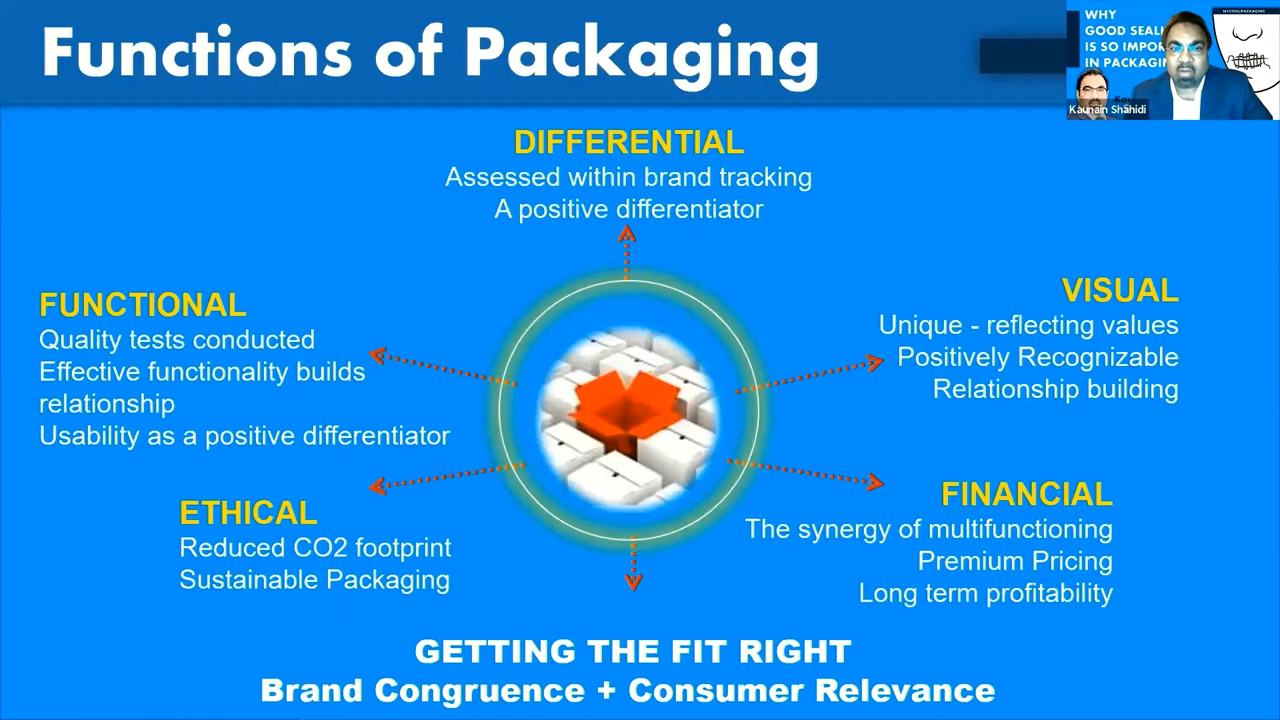 Functions of Packaging
WHY
GOOD SEAL
IS SO IMPOR
IN PACKAGIN
MYCOOLPACKAGING
Kaunain Shahidi
DIFFERENTIAL
Assessed within brand tracking
A positive differentiator
FUNCTIONAL
Quality tests conducted
Effective functionality builds
relationship
Usability as a positive differentiator
VISUAL
Unique - reflecting values
Positively Recognizable
Relationship building
ETHICAL
Reduced CO2 footprint
Sustainable Packaging
FINANCIAL
The synergy of multifunctioning
Premium Pricing
Long term profitability
GETTING THE FIT RIGHT
Brand Congruence + Consumer Relevance